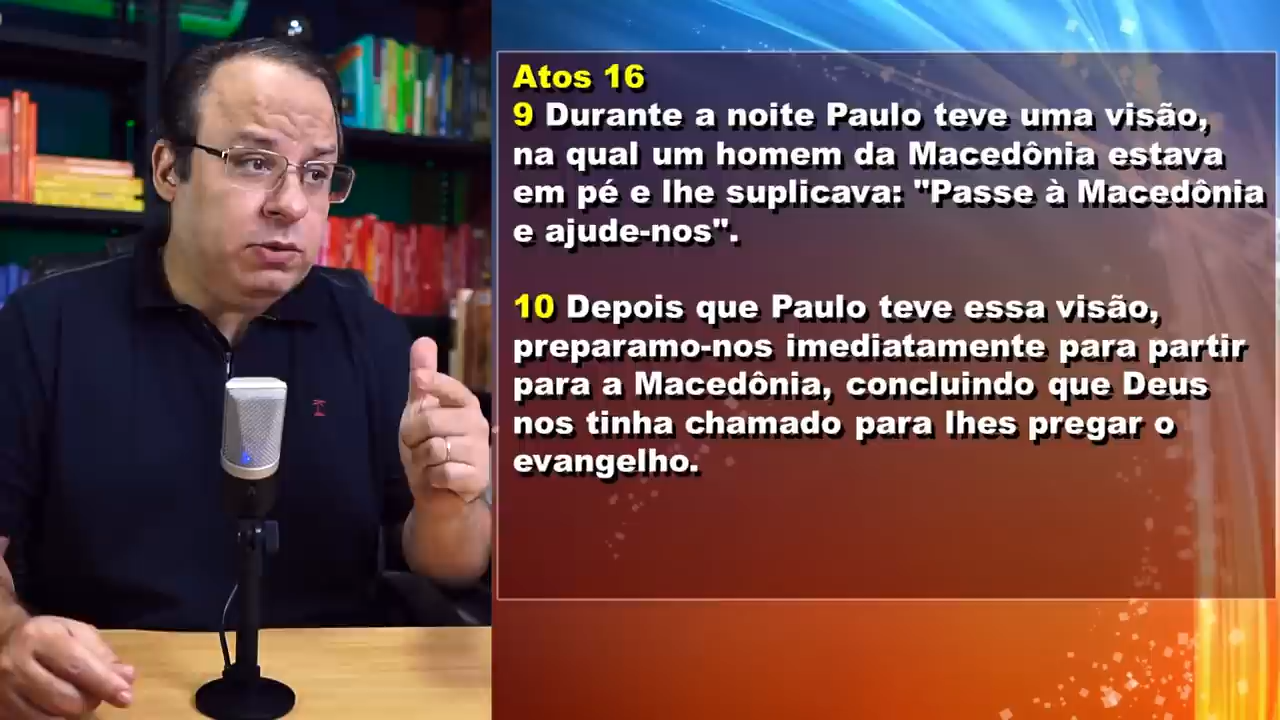 Atos 16
9 Durante a noite Paulo teve uma visão,
na qual um homem da Macedônia estava
em pé e lhe suplicava: "Passe à Macedônia
e ajude-nos".
10 Depois que Paulo teve essa visão,
preparamo-nos imediatamente para partir
para a Macedônia, concluindo que Deus
nos tinha chamado para lhes pregar o
evangelho.